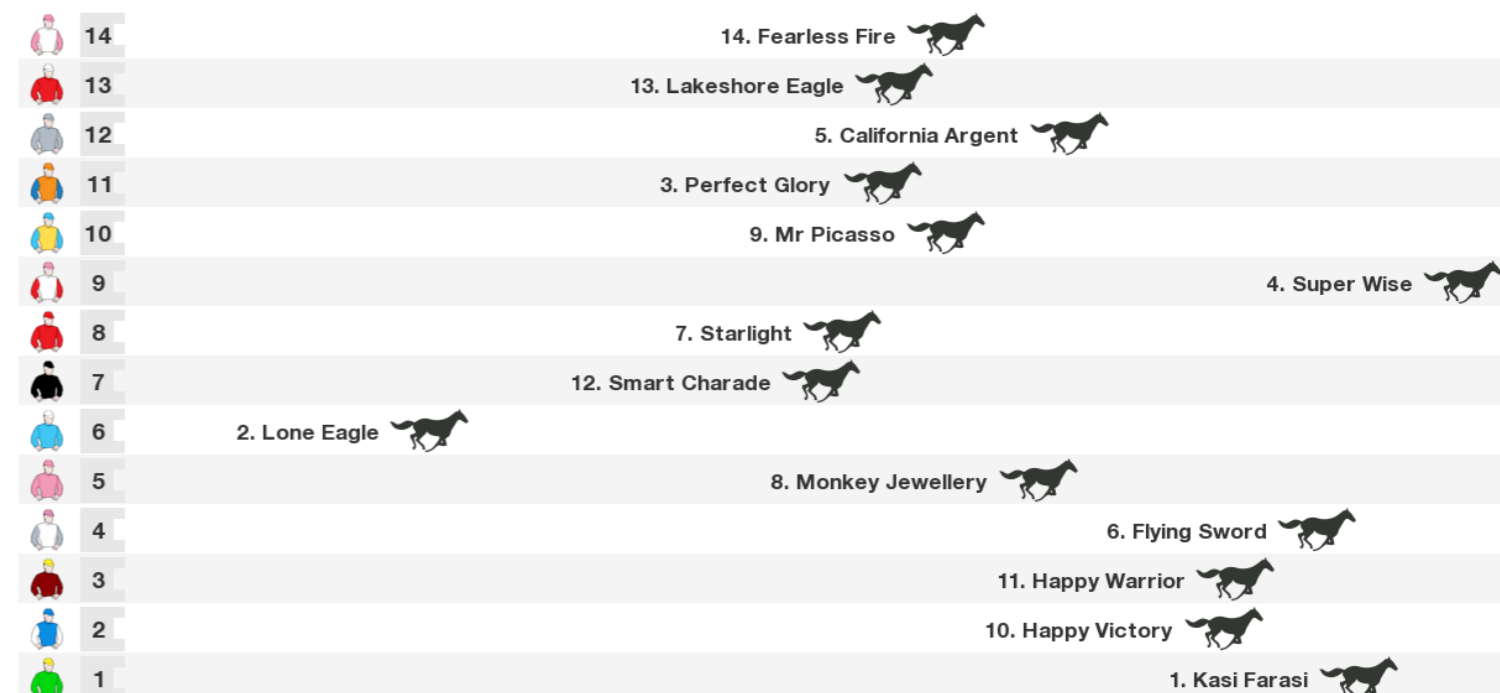 14 14. Fearless Fire
13 13. Lakeshore Eagle
12 5. California Argent
11 3. Perfect Glory
10 9. Mr Picasso
9 4. Super Wise
8 7. Starlight
7 12. Smart Charade
6 2. Lone Eagle
5 8. Monkey Jewellery
4 6. Flying Sword
3 11. Happy Warrior
2 10. Happy Victory
1 1. Kasi Farasi